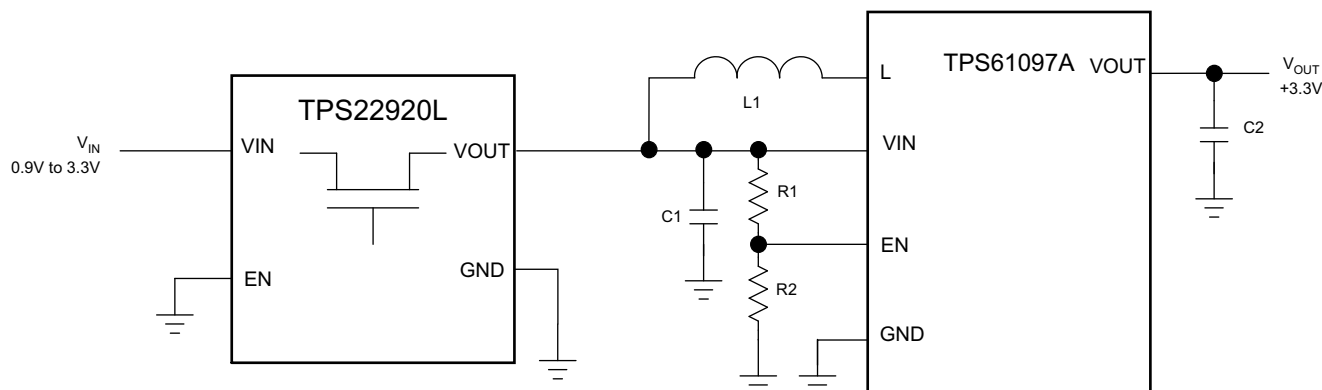 TPS22920L
VIN
VOUT
EN
GND
V_IN
0.9V to 3.3V
L1
C1
R1
R2
TPS61097A
L
VOUT
VIN
EN
GND
V_OUT
+3.3V
C2